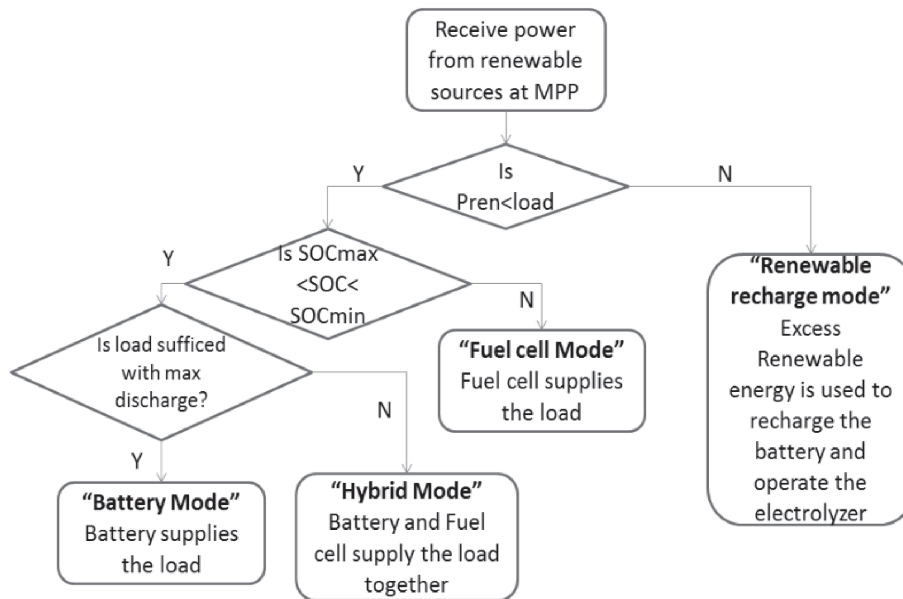 Receive power
from renewable
sources at MPP
Y
Is
Pren<load
N
Y
Is SOCmax
<SOC<
SOCmin
N
"Renewable
recharge mode"
Excess
Renewable
energy is used to
recharge the
battery and
operate the
electrolyzer
Is load sufficed
with max
discharge?
"Fuel cell Mode"
Fuel cell supplies
the load
N
Y
"Battery Mode"
Battery supplies
the load
"Hybrid Mode"
Battery and Fuel
cell supply the load
together